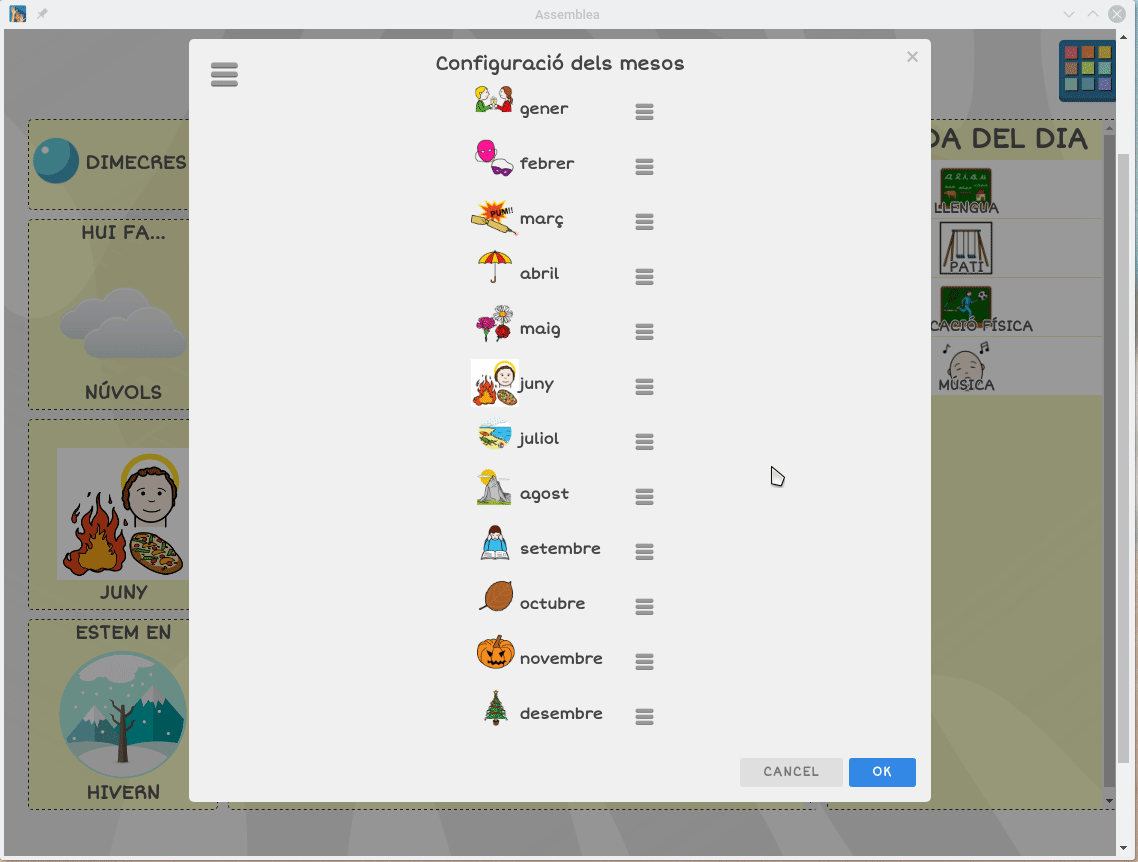 Assemblea
Configuració dels mesos
gener
febrer
PUM!!
març
abril
maig
juny
juliol
agost
setembre
octubre
novembre
desembre
CANCEL
OK
DIMECRES
HUI FA...
NÚVOLS
JUNY
ESTEM EN
HIVERN
DA DEL DIA
LLENGUA
PATI
CACIÓ FÍSICA
MÚSICA